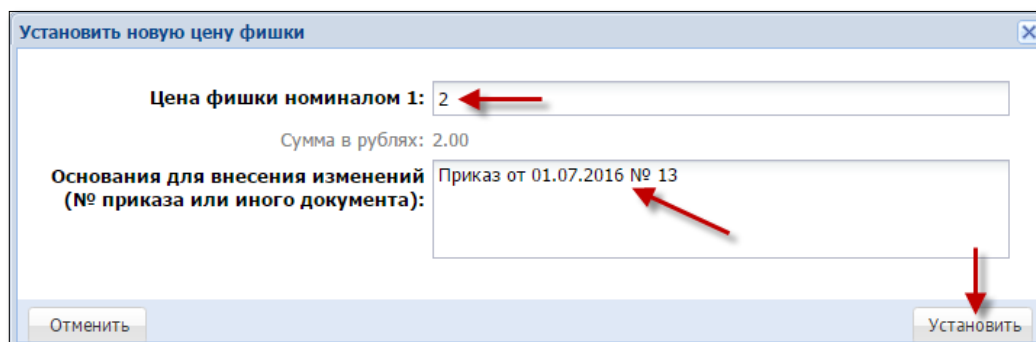 Установить новую цену фишки
Цена фишки номиналом 1: 2
Сумма в рублях: 2.00
Основания для внесения изменений
(№ приказа или иного документа):
Приказ от 01.07.2016 № 13
Отменить
Установить